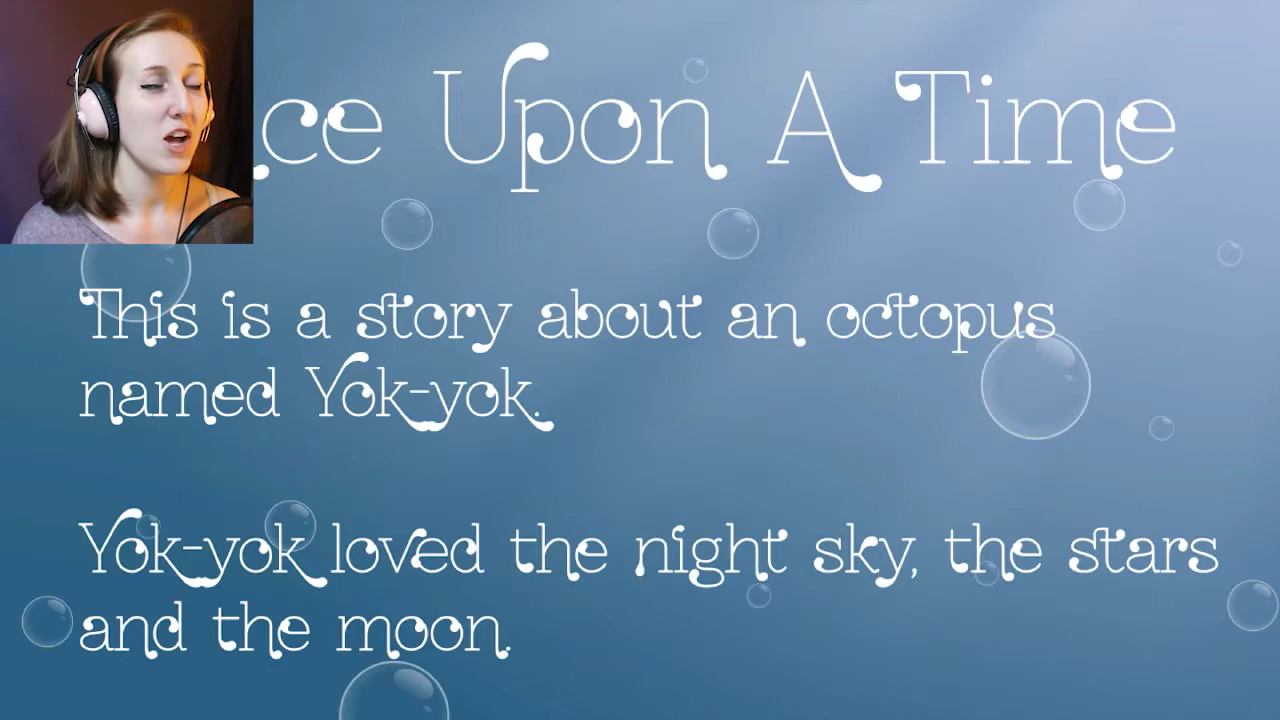 ce Upon A Time
This is a story about an octopus
named Yok-yok.
Yok-yok loved the night sky, the stars
and the moon.